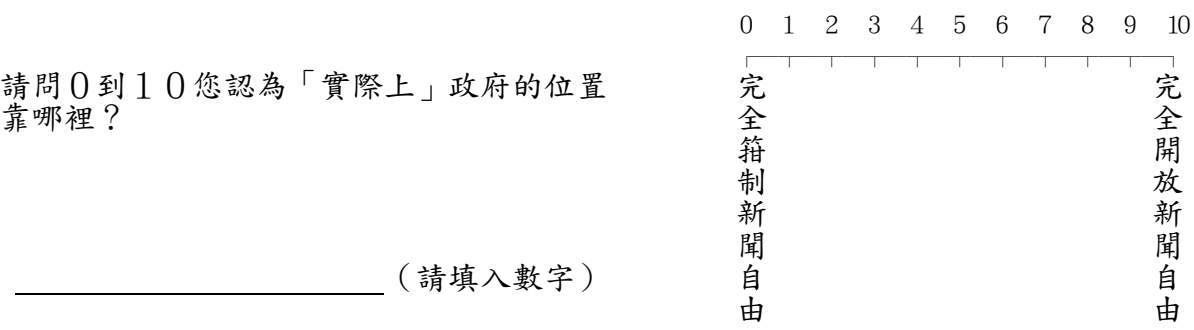 0 1 2 3 4 5 6 7 8 9 10
請問０到１０您認為「實際上」政府的位置
靠哪裡？
完全箝制新聞自由
完全開放新聞自由
（請填入數字）